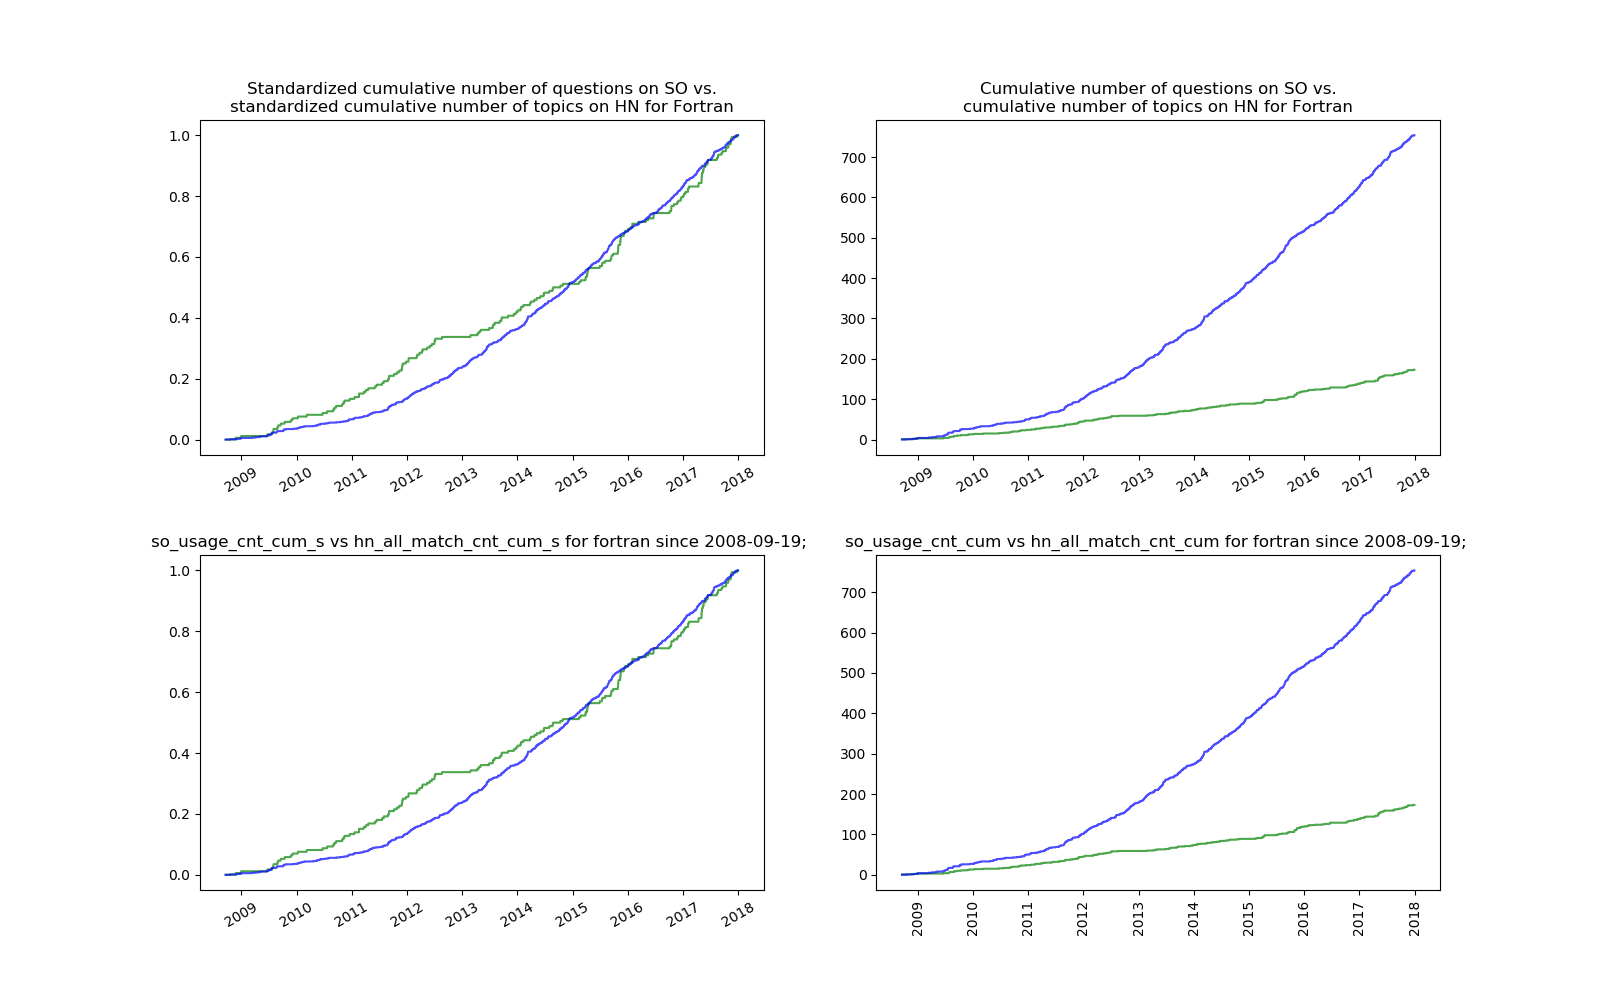 Standardized cumulative number of questions on SO vs.
standardized cumulative number of topics on HN for Fortran
1.0
0.8
0.6
0.4
0.2
0.0
2009 2010 2011 2012 2013 2014 2015 2016 2017 2018
Cumulative number of questions on SO vs.
cumulative number of topics on HN for Fortran
700
600
500
400
300
200
100
0
2009 2010 2011 2012 2013 2014 2015 2016 2017 2018
so_usage_cnt_cum_s vs hn_all_match_cnt_cum_s for fortran since 2008-09-19;
1.0
0.8
0.6
0.4
0.2
0.0
2009 2010 2011 2012 2013 2014 2015 2016 2017 2018
so_usage_cnt_cum vs hn_all_match_cnt_cum for fortran since 2008-09-19;
700
600
500
400
300
200
100
0
2009 2010 2011 2012 2013 2014 2015 2016 2017 2018